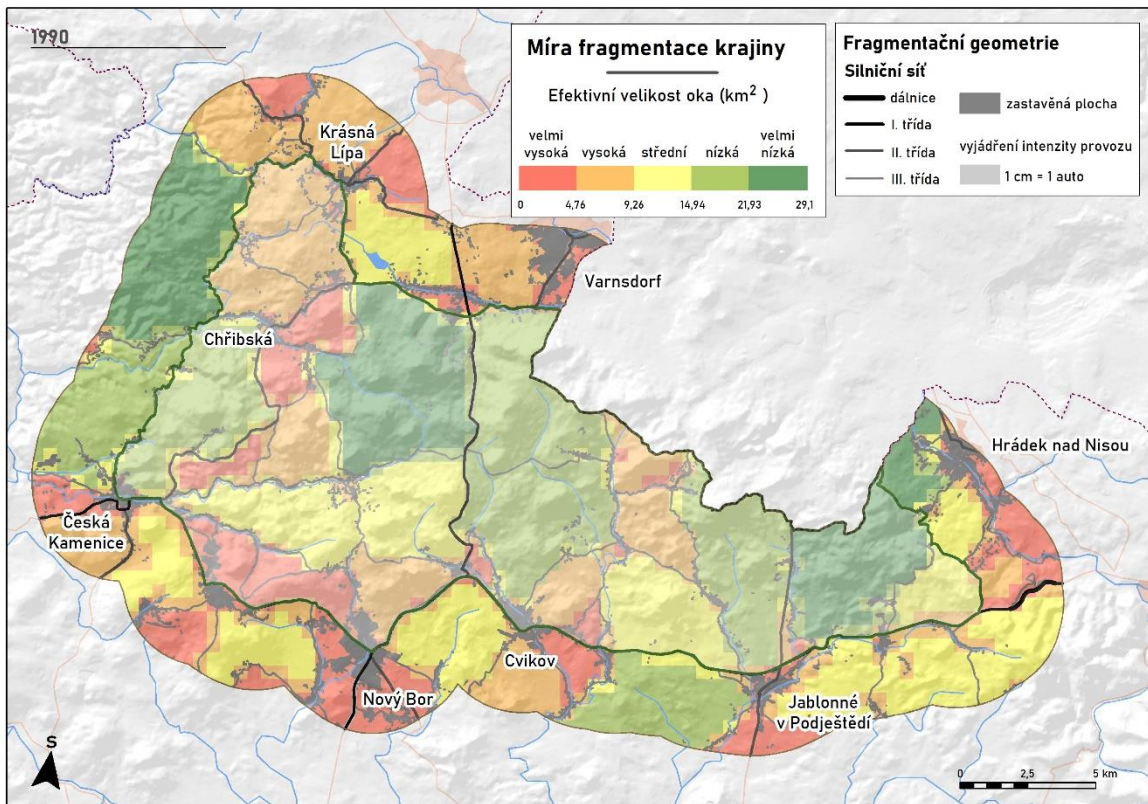 1990
Míra fragmentace krajiny
Efektivní velikost oka (km2 )
velmi vysoká
vysoká
střední
nízká
velmi nízká
0 4,76 9,26 14,94 21,93 29,1
Fragmentační geometrie
Silniční síť
dálnice
I. třída
II. třída
III. třída
zastavěná plocha
vyjádření intenzity provozu
1 cm = 1 auto
Krásná
Lípa
Varnsdorf
Chřibská
Hrádek nad Nisou
Česká
Kamenice
Cvikov
Nový Bor
Jablonné
v Podještědí
S
0 2,5 5 km